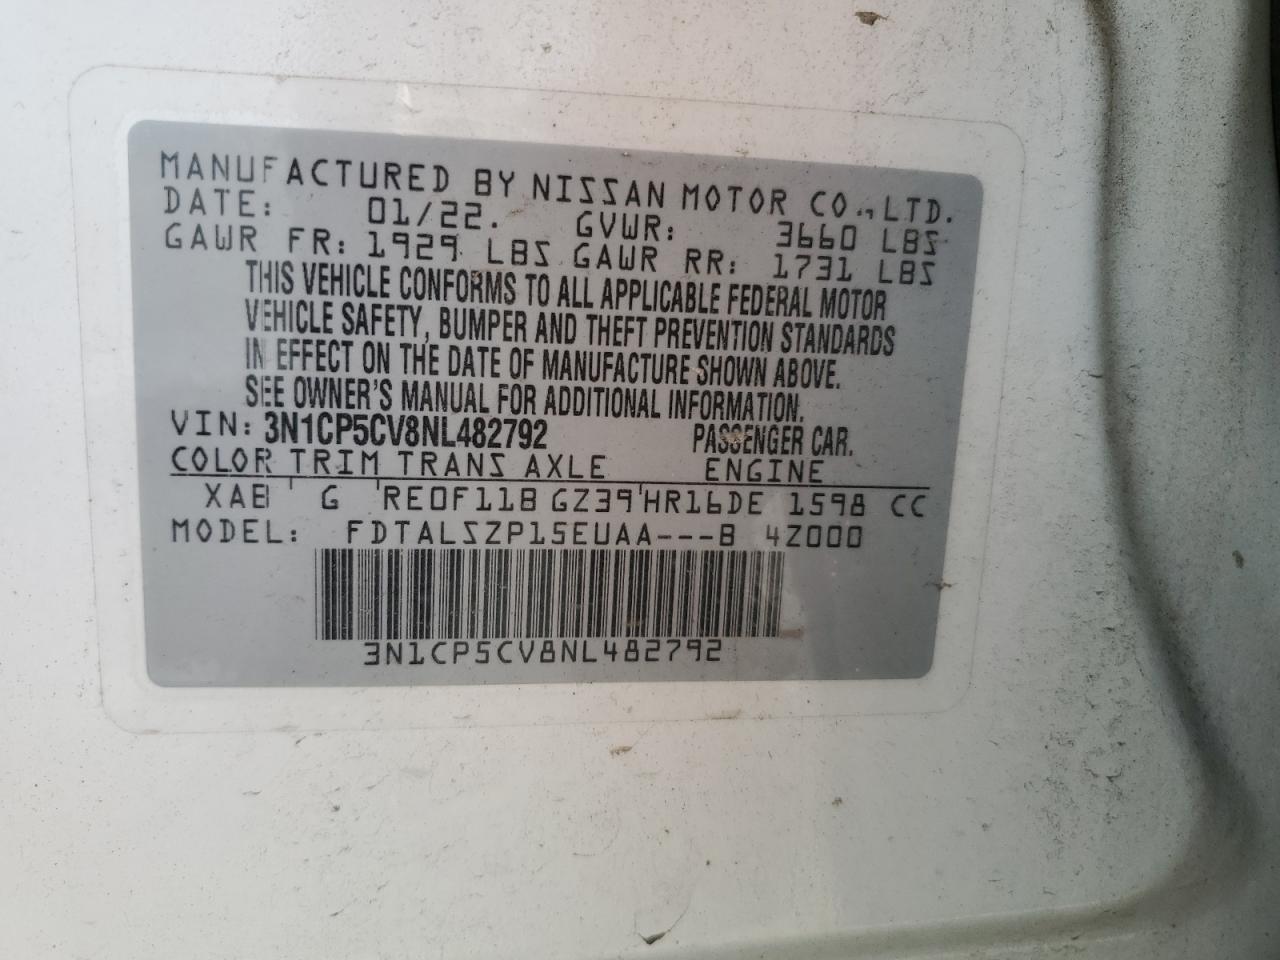 MANUFACTURED BY NISSAN MOTOR CO., LTD.
DATE: 01/22. GVWR: 3660 LBS
GAWR FR: 1929 LBS GAWR RR: 1731 LBS
THIS VEHICLE CONFORMS TO ALL APPLICABLE FEDERAL MOTOR
VEHICLE SAFETY, BUMPER AND THEFT PREVENTION STANDARDS
IN EFFECT ON THE DATE OF MANUFACTURE SHOWN ABOVE.
SEE OWNER'S MANUAL FOR ADDITIONAL INFORMATION.
VIN: 3N1CP5CV8NL482792 PASSENGER CAR.
COLOR TRIM TRANS AXLE ENGINE
XAB ' G 'RE0F11B GZ39'HR16DE 1598 CC
MODEL: FDTALSZP15EUAA---B 4Z000
3N1CP5CV8NL482792